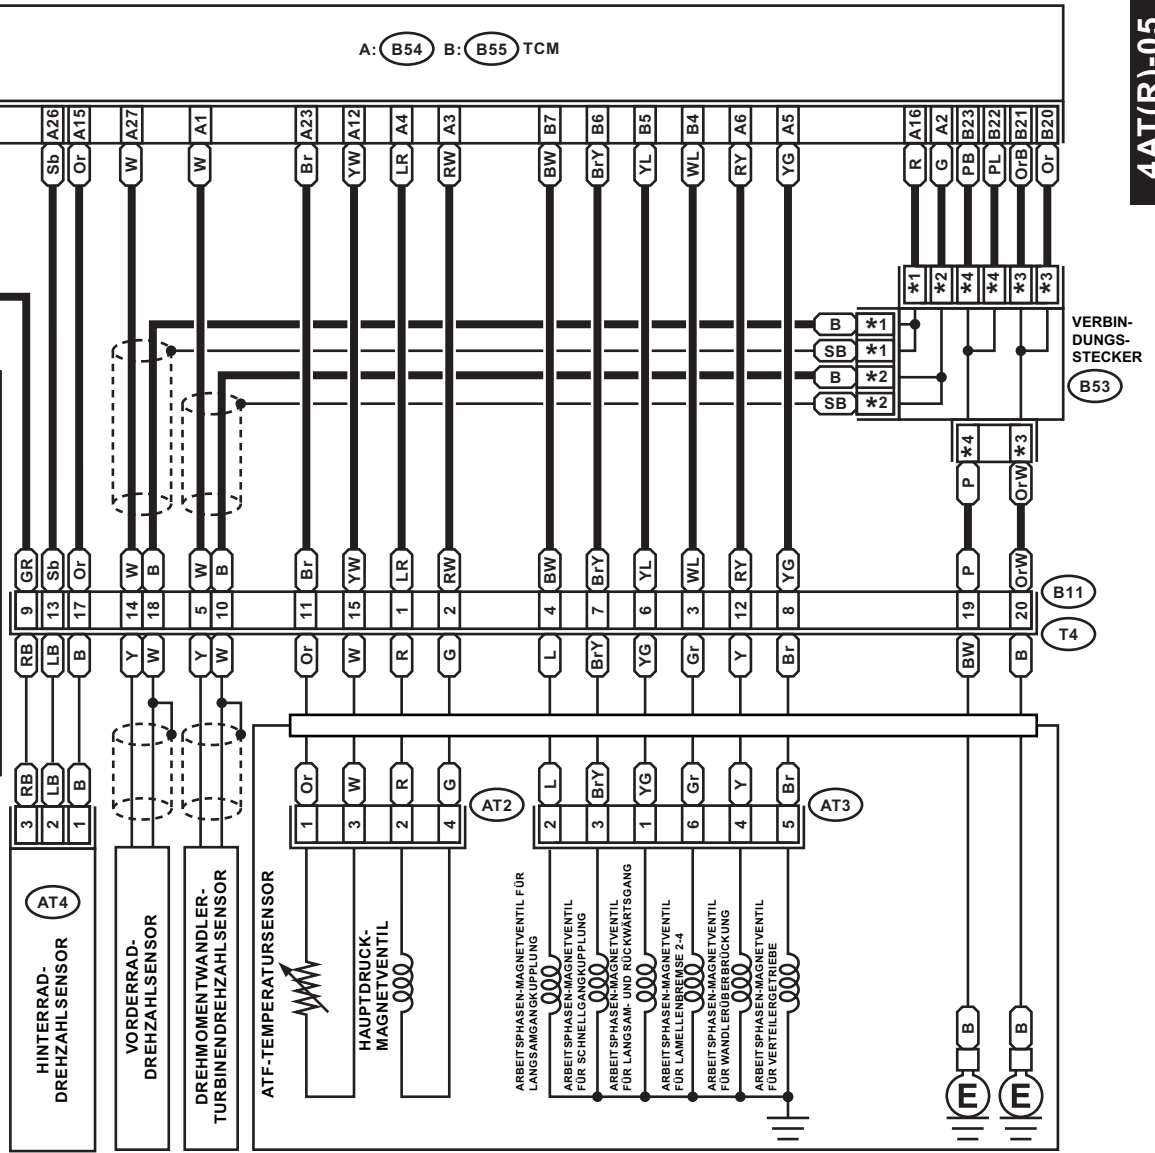 4AT(R)-05
A: B54 B: B55 TCM
A26 A15 A27 A1 A23 A12 A4 A3 B7 B6 B5 B4 A6 A5 A16 A2 B23 B22 B21 B20
Sb Or W W Br YW LR RW BW BrY YL WL RY YG R G PB PL OrB Or
*1 *2 *4 *4 *3 *3
B *1
SB *1
B *2
SB *2
VERBIN-
DUNGS-
STECKER
B53
*4 *3
P OrW
GR Sb Or W B W B Br YW LR RW BW BrY YL WL RY YG P OrW
9 13 17 14 18 5 10 11 15 1 2 4 7 6 3 12 8 19 20
B11
T4
RB LB B Y W Y W Or W R G L BrY YG Gr Y Br BW B
RB LB B Or W R G L BrY YG Gr Y Br
3 2 1 1 3 2 4 2 3 1 6 4 5
AT2
AT3
AT4
HINTERRAD-
DREHZAHLSENSOR
VORDERRAD-
DREHZAHLSENSOR
DREHMOMENTWANDLER-
TURBINENDREHZAHLSENSOR
ATF-TEMPERATURSENSOR
HAUPTDRUCK-
MAGNETVENTIL
ARBEITSPHASEN-MAGNETVENTIL FÜR
LANGSAMGANGKUPPLUNG
ARBEITSPHASEN-MAGNETVENTIL
FÜR SCHNELLGANGKUPPLUNG
ARBEITSPHASEN-MAGNETVENTIL
FÜR LANGSAM- UND RÜCKWÄRTSGANG
ARBEITSPHASEN-MAGNETVENTIL
FÜR LAMELLENBREMSE 2-4
ARBEITSPHASEN-MAGNETVENTIL
FÜR WANDLERÜBERBRÜCKUNG
ARBEITSPHASEN-MAGNETVENTIL
FÜR VERTEILERGETRIEBE
B B
E E